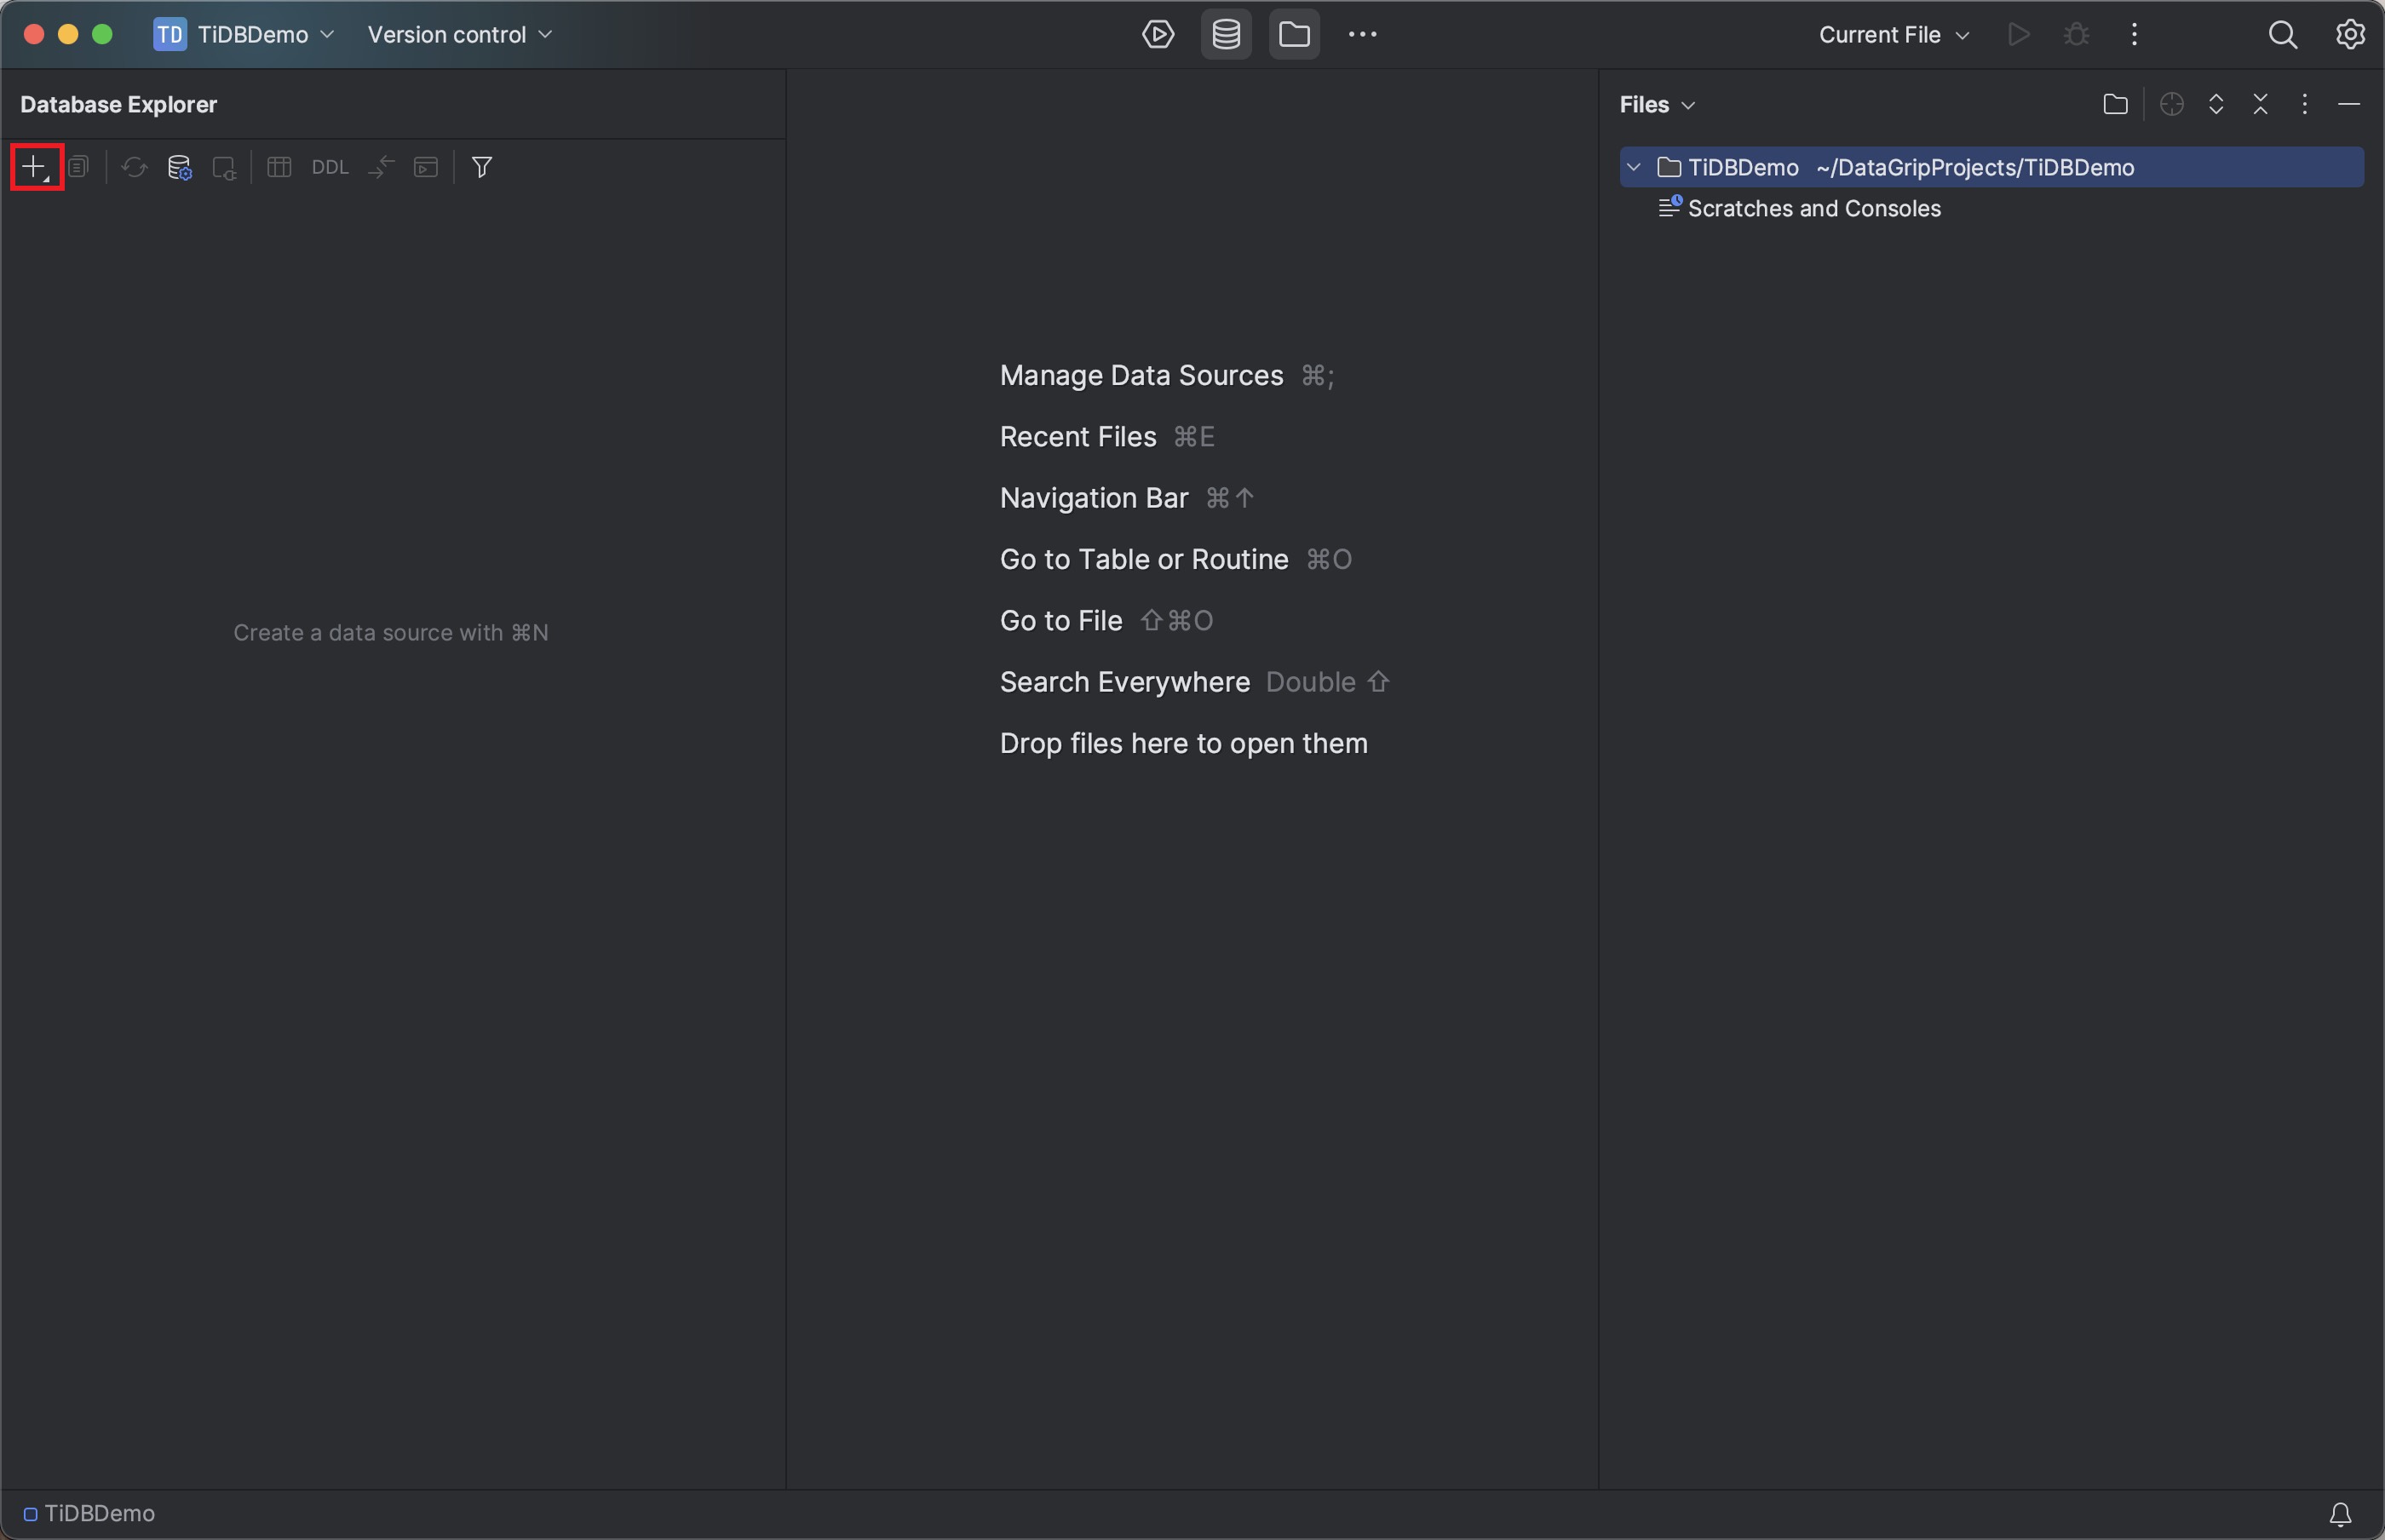 TD TiDBDemo Version control Current File
Database Explorer
DDL
Create a data source with ⌘N
Manage Data Sources ⌘;
Recent Files ⌘E
Navigation Bar ⌘↑
Go to Table or Routine ⌘O
Go to File ⇧⌘O
Search Everywhere Double ⇧
Drop files here to open them
Files
TiDBDemo ~/DataGripProjects/TiDBDemo
Scratches and Consoles
TiDBDemo